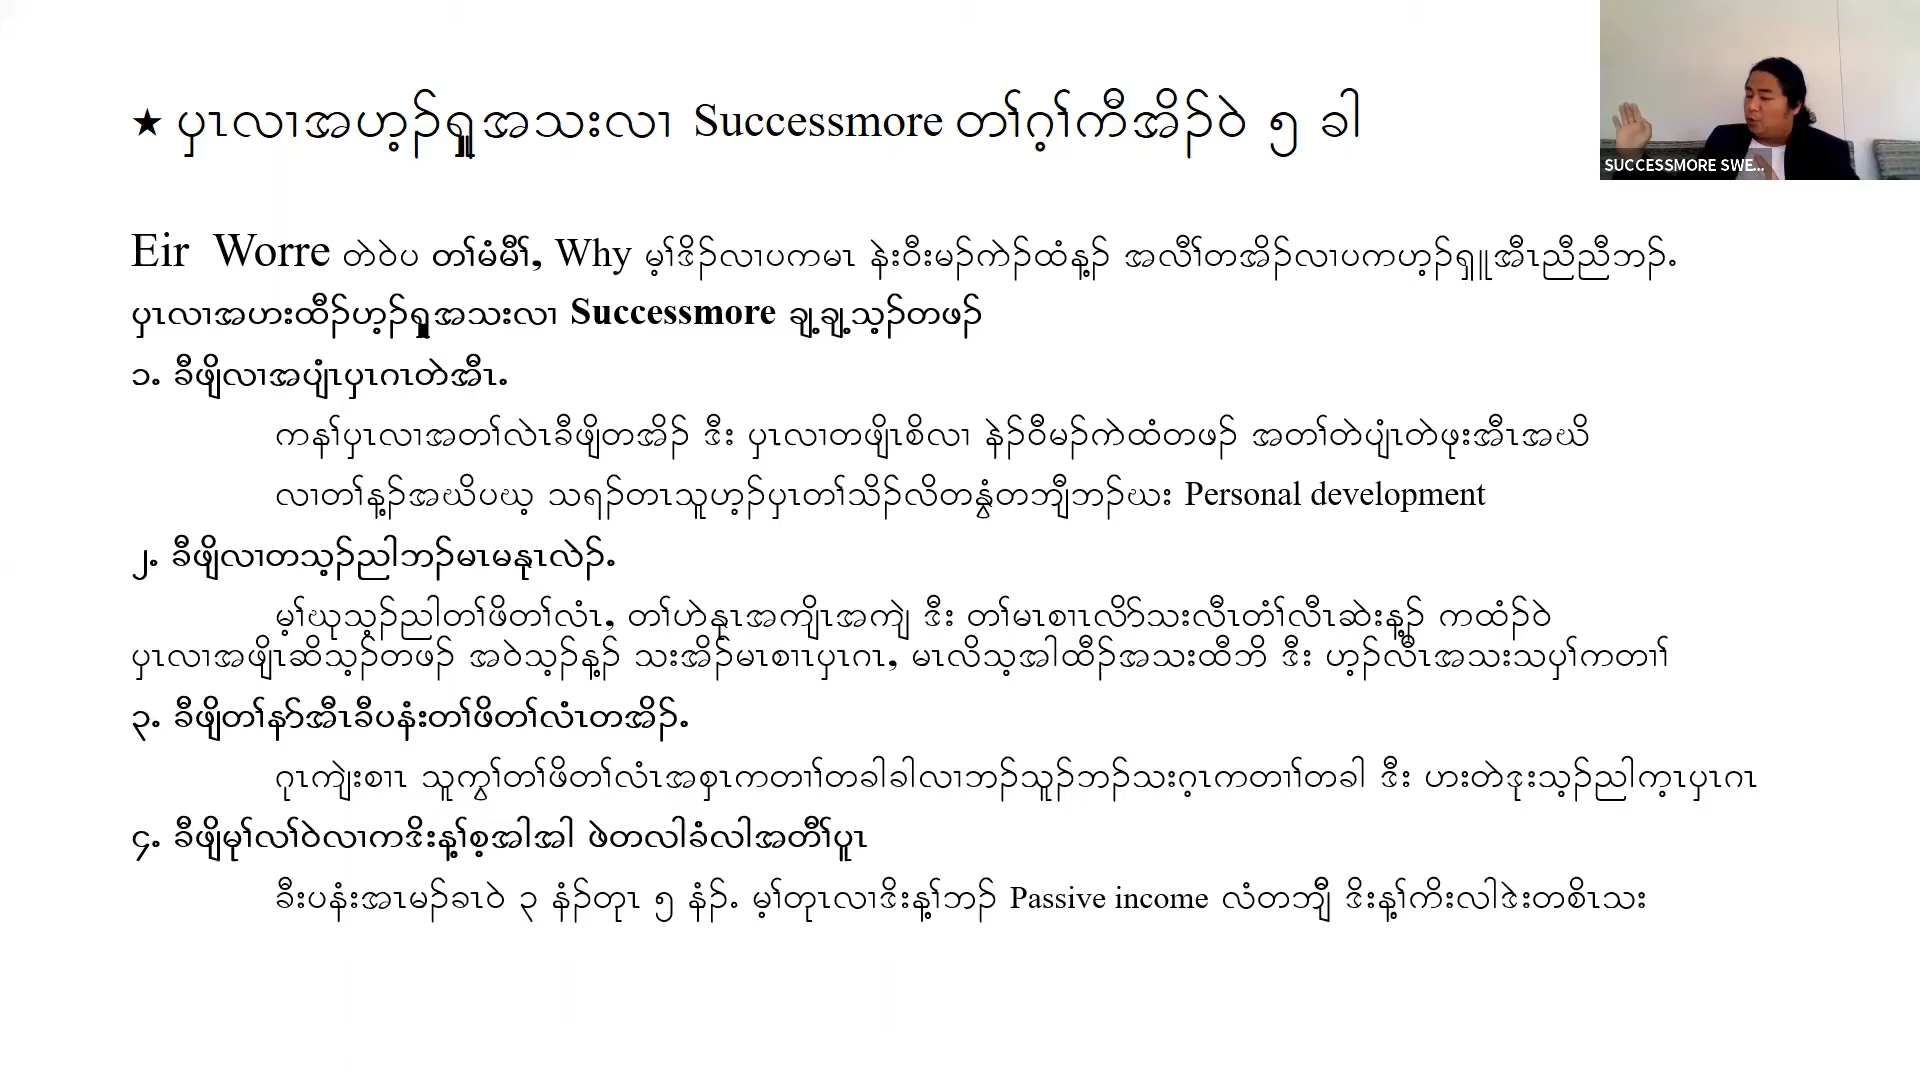 ★ ပှၤလၢအဟ့ၣ်ရှုအသးလၢ Successmore တၢ်ဂ့ၢ်ကီအိၣ်ဝဲ ၅ ခါ
SUCCESSMORE SWE...
Eir Worre တဲဝဲပ တၢ်မံမီၢ်, Why မ့ၢ်ဒိၣ်လၢပကမၤ နဲးဝီးမၣ်ကဲၣ်ထံန့ၣ် အလီၢ်တအိၣ်လၢပကဟ့ၣ်ရှူအီၤညီညီဘၣ်.
ပှၤလၢအဟးထီၣ်ဟ့ၣ်ရှုအသးလၢ Successmore ချ့ချ့သ့ၣ်တဖၣ်
၁. ခီဖျိလၢအပျံၤပှၤဂၤတဲအီၤ.
ကနၢ်ပှၤလၢအတၢ်လဲၤခီဖျိတအိၣ် ဒီး ပှၤလၢတဖျိၤစိလၢ နဲၣ်ဝီမၣ်ကဲထံတဖၣ် အတၢ်တဲပျံၤတဲဖုးအီၤအဃိ
လၢတၢ်န့ၣ်အဃိပဃ့ သရၣ်တၤသူဟ့ၣ်ပှၤတၢ်သိၣ်လိတနွံတဘျီဘၣ်ဃး Personal development
၂. ခီဖျိလၢတသ့ၣ်ညါဘၣ်မၤမနုၤလဲၣ်.
မ့ၢ်ဃုသ့ၣ်ညါတၢ်ဖိတၢ်လံၤ, တၢ်ဟဲနုၤအကျိၤအကျဲ ဒီး တၢ်မၤစၢၤလိာ်သးလီၤတံၢ်လီၤဆဲးန့ၣ် ကထံၣ်ဝဲ
ပှၤလၢအဖျိၤဆိသ့ၣ်တဖၣ် အဝဲသ့ၣ်န့ၣ် သးအိၣ်မၤစၢၤပှၤဂၤ, မၤလိသ့အါထီၣ်အသးထီဘိ ဒီး ဟ့ၣ်လီၤအသးသပှၢ်ကတၢၢ်
၃. ခီဖျိတၢ်နာ်အီၤခီပနံးတၢ်ဖိတၢ်လံၤတအိၣ်.
ဂုၤကျဲးစၢၤ သူကွၢ်တၢ်ဖိတၢ်လံၤအစှၤကတၢၢ်တခါခါလၢဘၣ်သူၣ်ဘၣ်သးဂ့ၤကတၢၢ်တခါ ဒီး ဟးတဲဒုးသ့ၣ်ညါက့ၤပှၤဂၤ
၄. ခီဖျိမုၢ်လၢ်ဝဲလၢကဒိးန့ၢ်စ့အါအါ ဖဲတလါခံလါအတီၢ်ပူၤ
ခီးပနံးအၤမၣ်ခၤဝဲ ၃ နံၣ်တုၤ ၅ နံၣ်. မ့ၢ်တုၤလၢဒိးန့ၢ်ဘၣ် Passive income လံတဘျီ ဒိးန့ၢ်ကိးလါဒဲးတစိၤသး